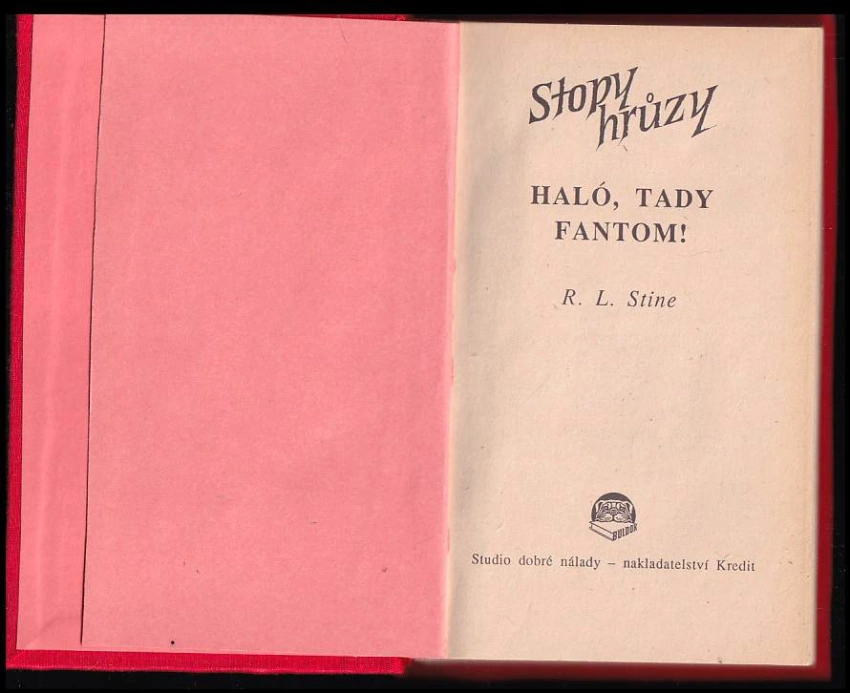 Stopy
hrůzy
HALÓ, TADY
FANTOM!
R. L. Stine
BULDOK
Studio dobré nálady – nakladatelství Kredit